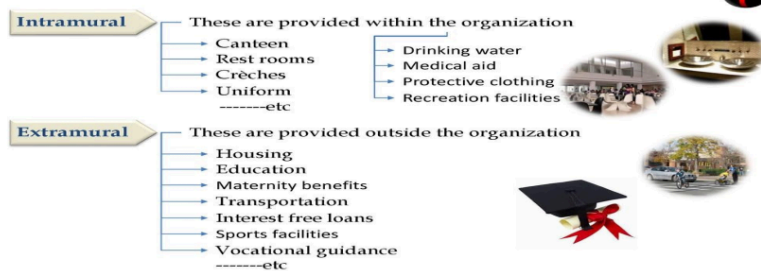 Intramural
These are provided within the organization
Canteen
Rest rooms
Crèches
Uniform
-------etc
Drinking water
Medical aid
Protective clothing
Recreation facilities
Extramural
These are provided outside the organization
Housing
Education
Maternity benefits
Transportation
Interest free loans
Sports facilities
Vocational guidance
-------etc